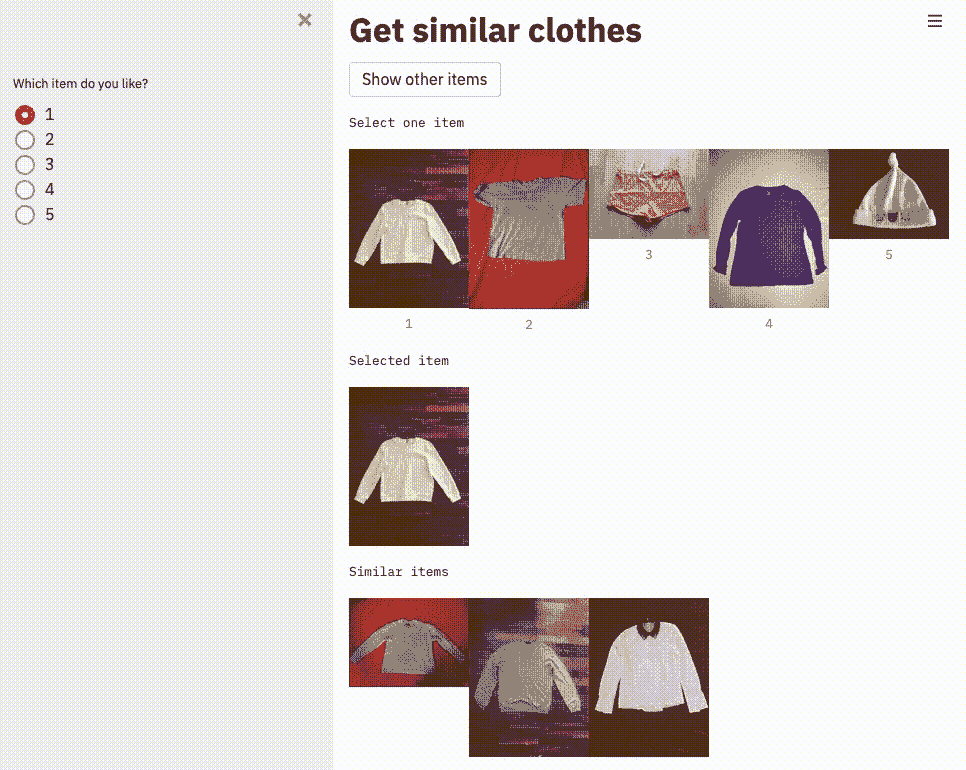 Which item do you like?
1
2
3
4
5
Get similar clothes
Show other items
Select one item
1
2
3
4
5
Selected item
Similar items